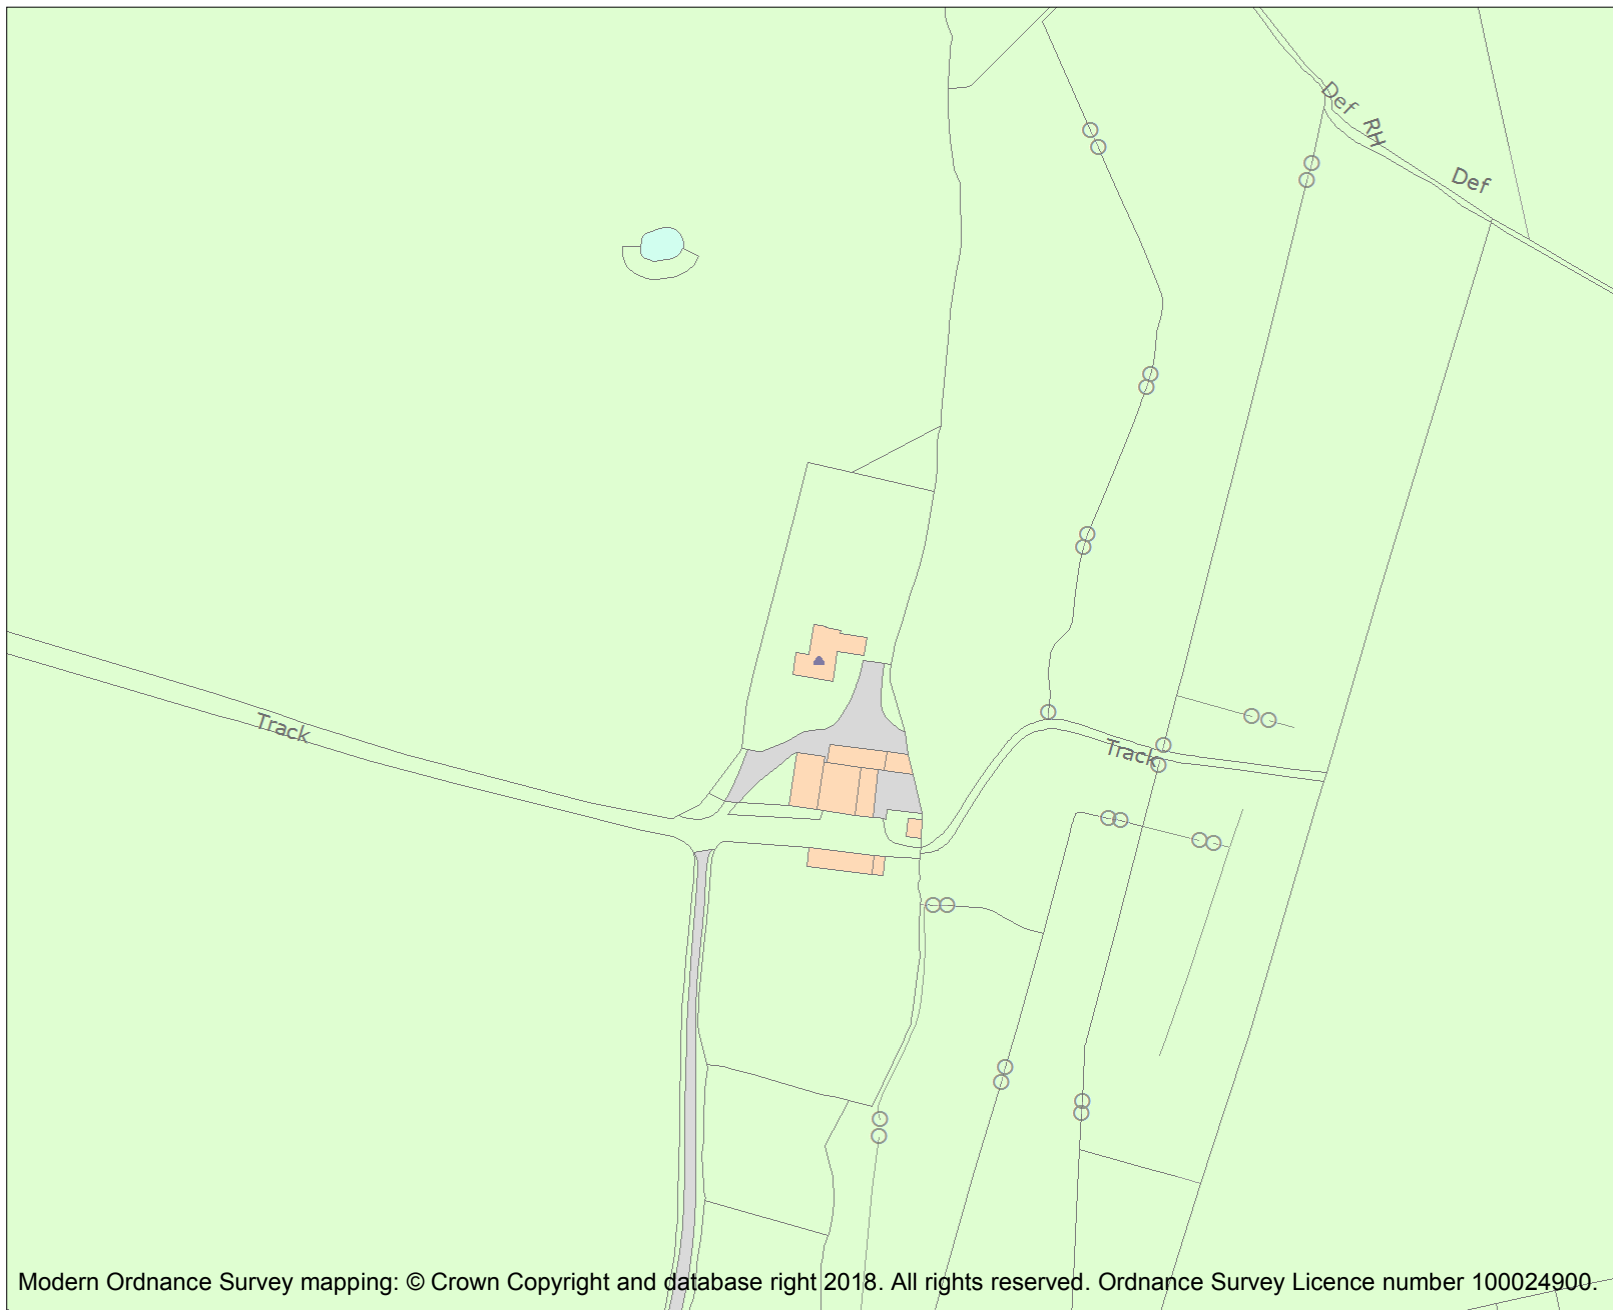 Def
RH
Def
Track
Track
Modern Ordnance Survey mapping: © Crown Copyright and database right 2018. All rights reserved. Ordnance Survey Licence number 100024900.